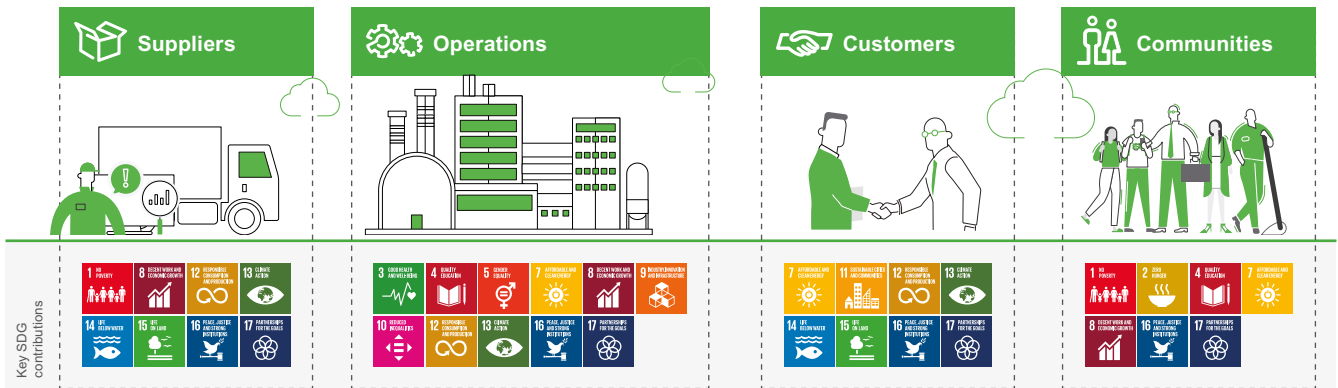 Suppliers
Operations
Customers
Communities
!
Key SDG
contributions
1 NO
POVERTY
8 DECENT WORK AND
ECONOMIC GROWTH
12 RESPONSIBLE
CONSUMPTION
AND PRODUCTION
13 CLIMATE
ACTION
14 LIFE
BELOW WATER
15 LIFE
ON LAND
16 PEACE, JUSTICE
AND STRONG
INSTITUTIONS
17 PARTNERSHIPS
FOR THE GOALS
3 GOOD HEALTH
AND WELL-BEING
4 QUALITY
EDUCATION
5 GENDER
EQUALITY
7 AFFORDABLE AND
CLEAN ENERGY
8 DECENT WORK AND
ECONOMIC GROWTH
9 INDUSTRY, INNOVATION
AND INFRASTRUCTURE
10 REDUCED
INEQUALITIES
12 RESPONSIBLE
CONSUMPTION
AND PRODUCTION
13 CLIMATE
ACTION
16 PEACE, JUSTICE
AND STRONG
INSTITUTIONS
17 PARTNERSHIPS
FOR THE GOALS
7 AFFORDABLE AND
CLEAN ENERGY
11 SUSTAINABLE CITIES
AND COMMUNITIES
12 RESPONSIBLE
CONSUMPTION
AND PRODUCTION
13 CLIMATE
ACTION
14 LIFE
BELOW WATER
15 LIFE
ON LAND
16 PEACE, JUSTICE
AND STRONG
INSTITUTIONS
17 PARTNERSHIPS
FOR THE GOALS
1 NO
POVERTY
2 ZERO
HUNGER
4 QUALITY
EDUCATION
7 AFFORDABLE AND
CLEAN ENERGY
8 DECENT WORK AND
ECONOMIC GROWTH
16 PEACE, JUSTICE
AND STRONG
INSTITUTIONS
17 PARTNERSHIPS
FOR THE GOALS